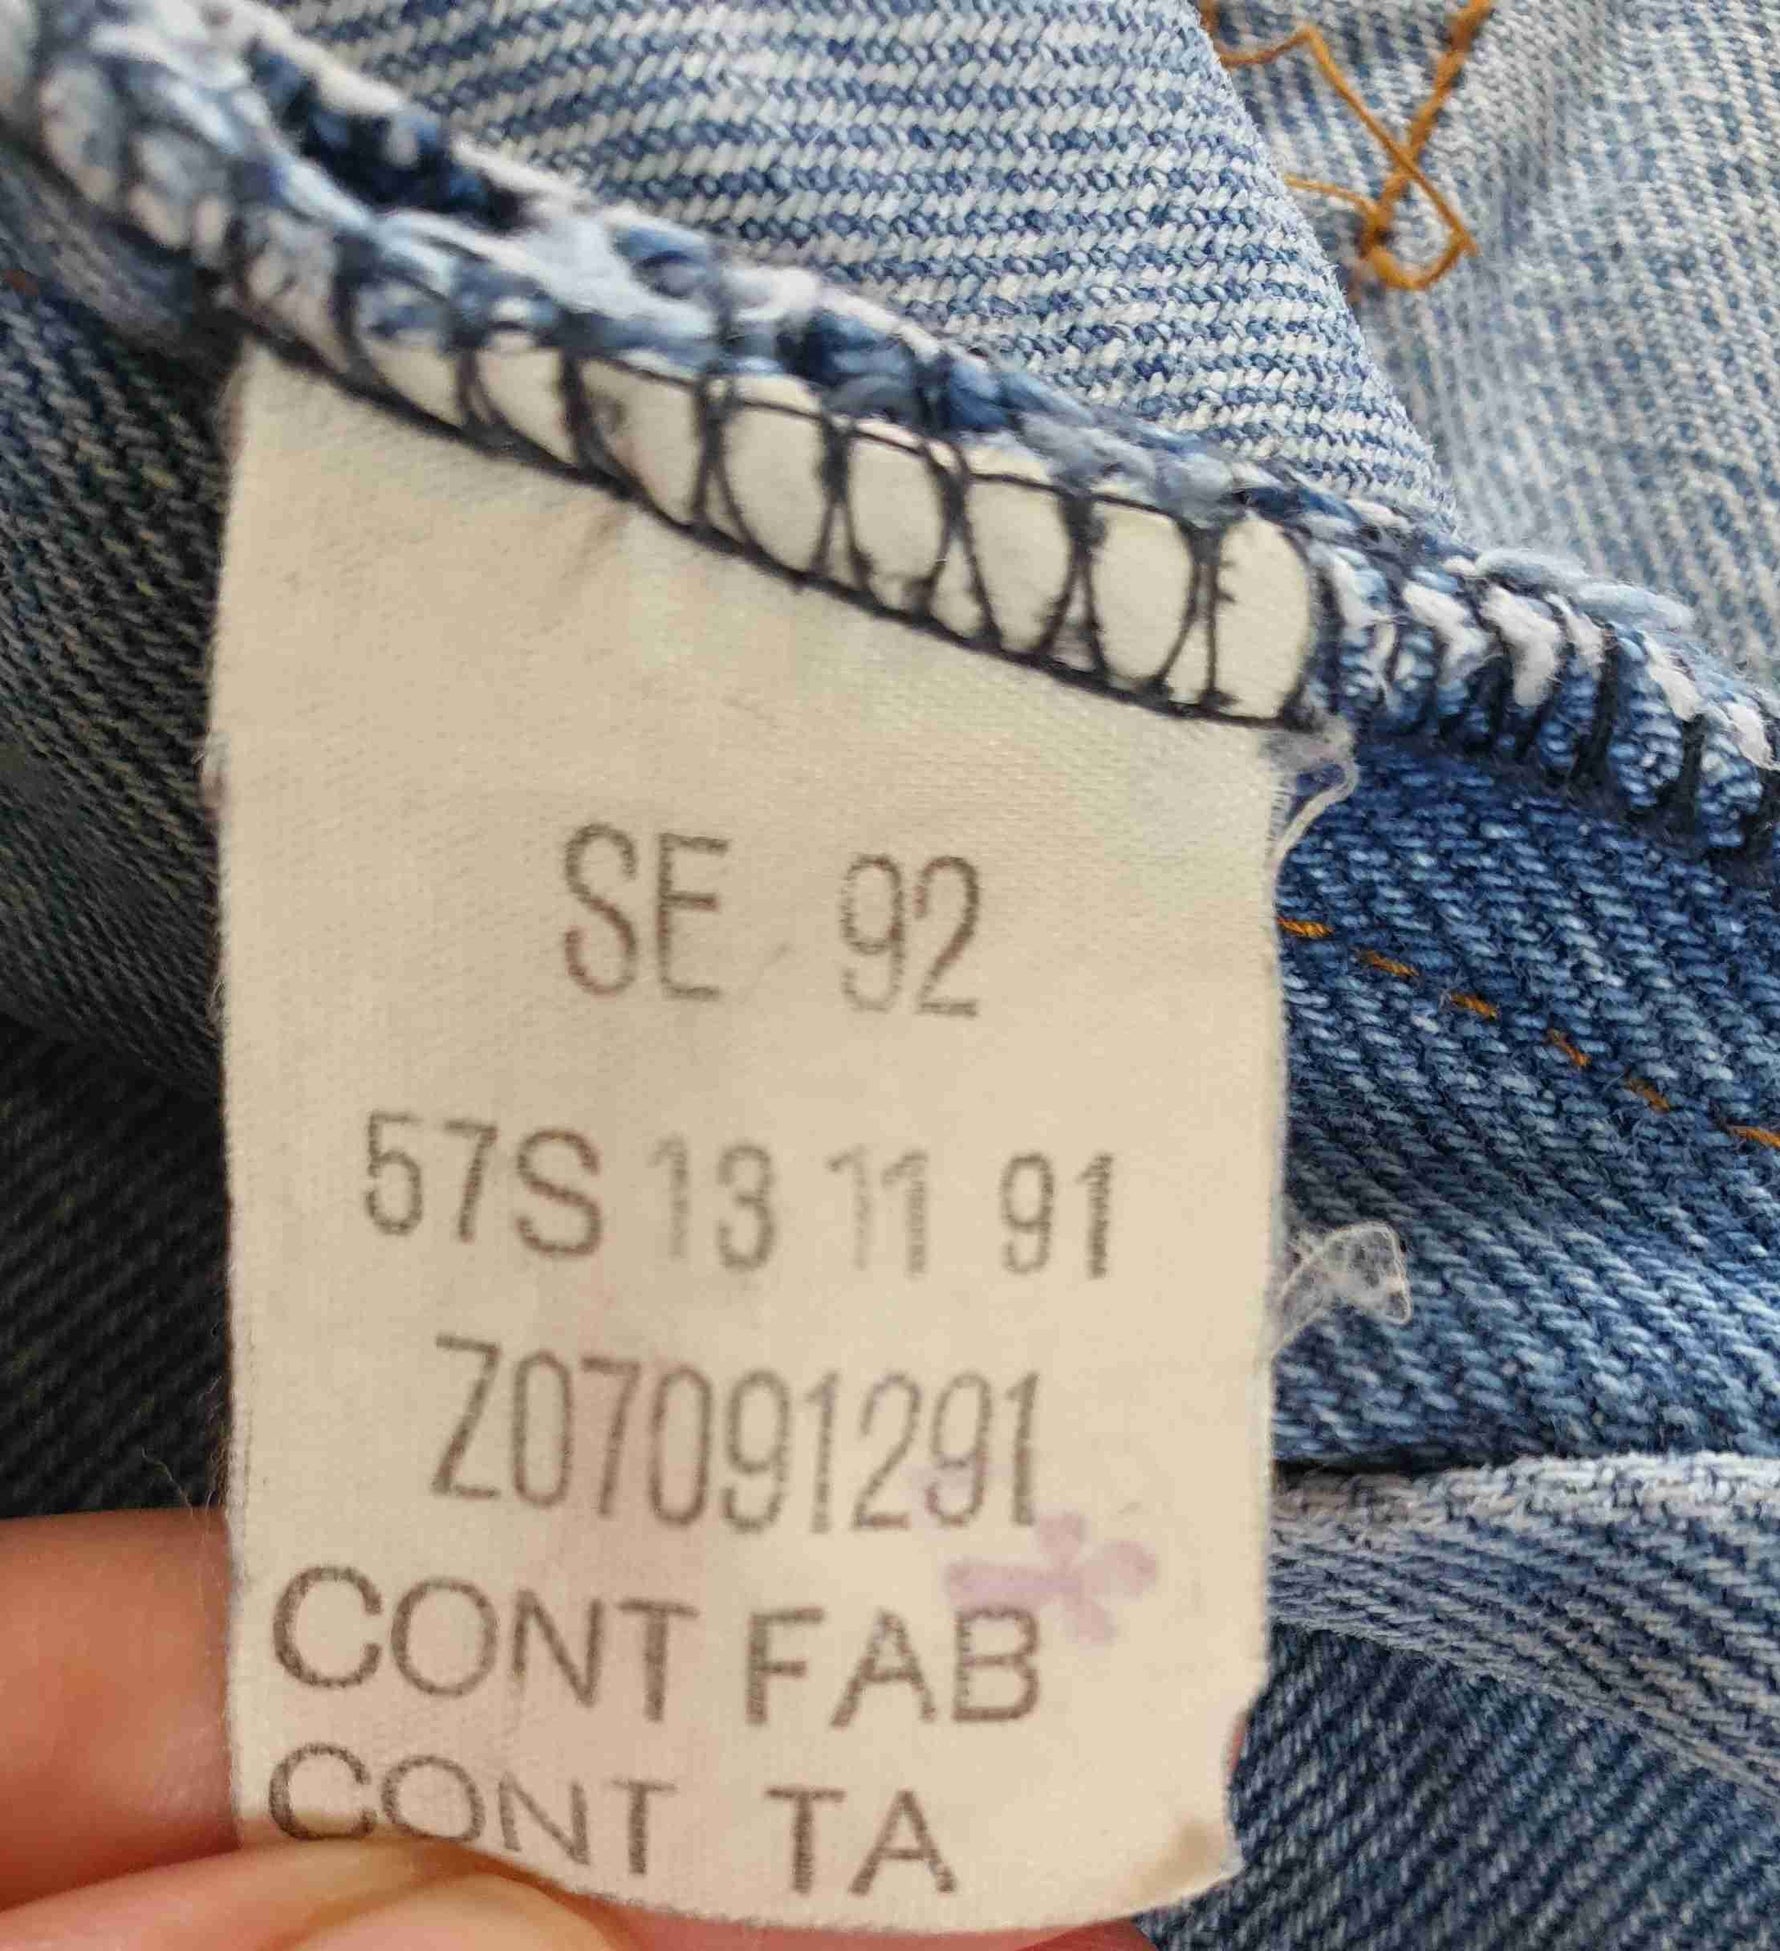 SE 92
57S 13 11 91
Z07091291
CONT FAB
CONT TA